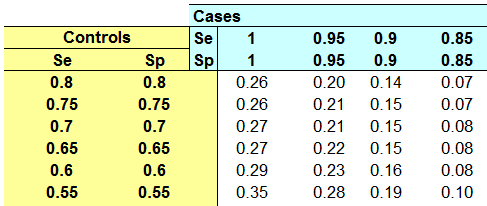 Cases
Controls Se 1 0.95 0.9 0.85
Se Sp Sp 1 0.95 0.9 0.85
0.8 0.8 0.26 0.20 0.14 0.07
0.75 0.75 0.26 0.21 0.15 0.07
0.7 0.7 0.27 0.21 0.15 0.08
0.65 0.65 0.27 0.22 0.15 0.08
0.6 0.6 0.29 0.23 0.16 0.08
0.55 0.55 0.35 0.28 0.19 0.10